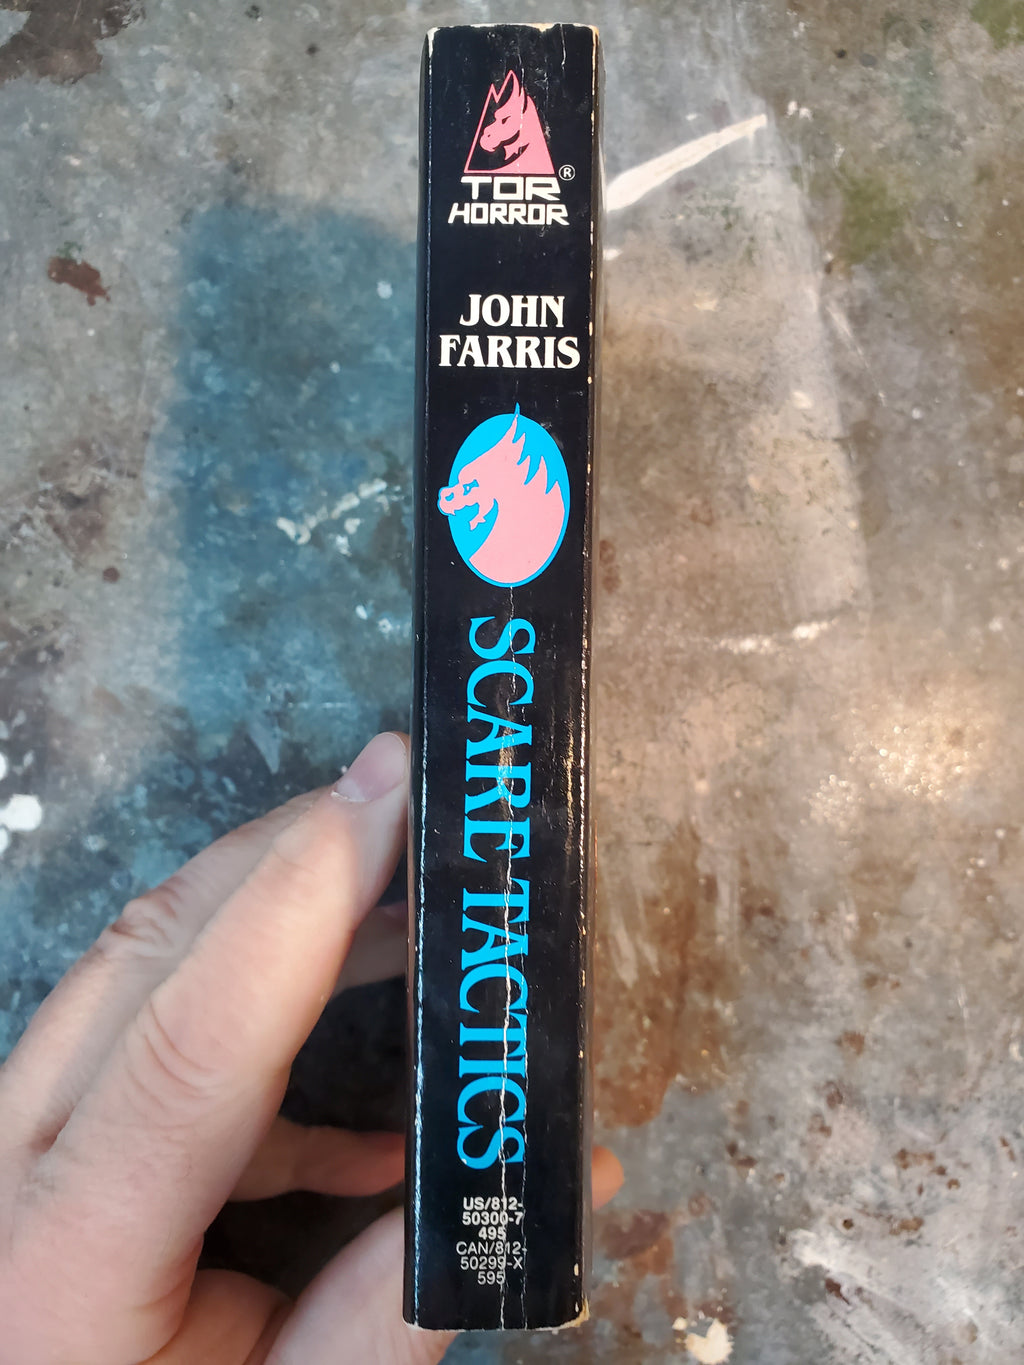 TOR®
HORROR
JOHN
FARRIS
SCARE TACTICS
US/812-
50300-7
495
CAN/812-
50299-X
595